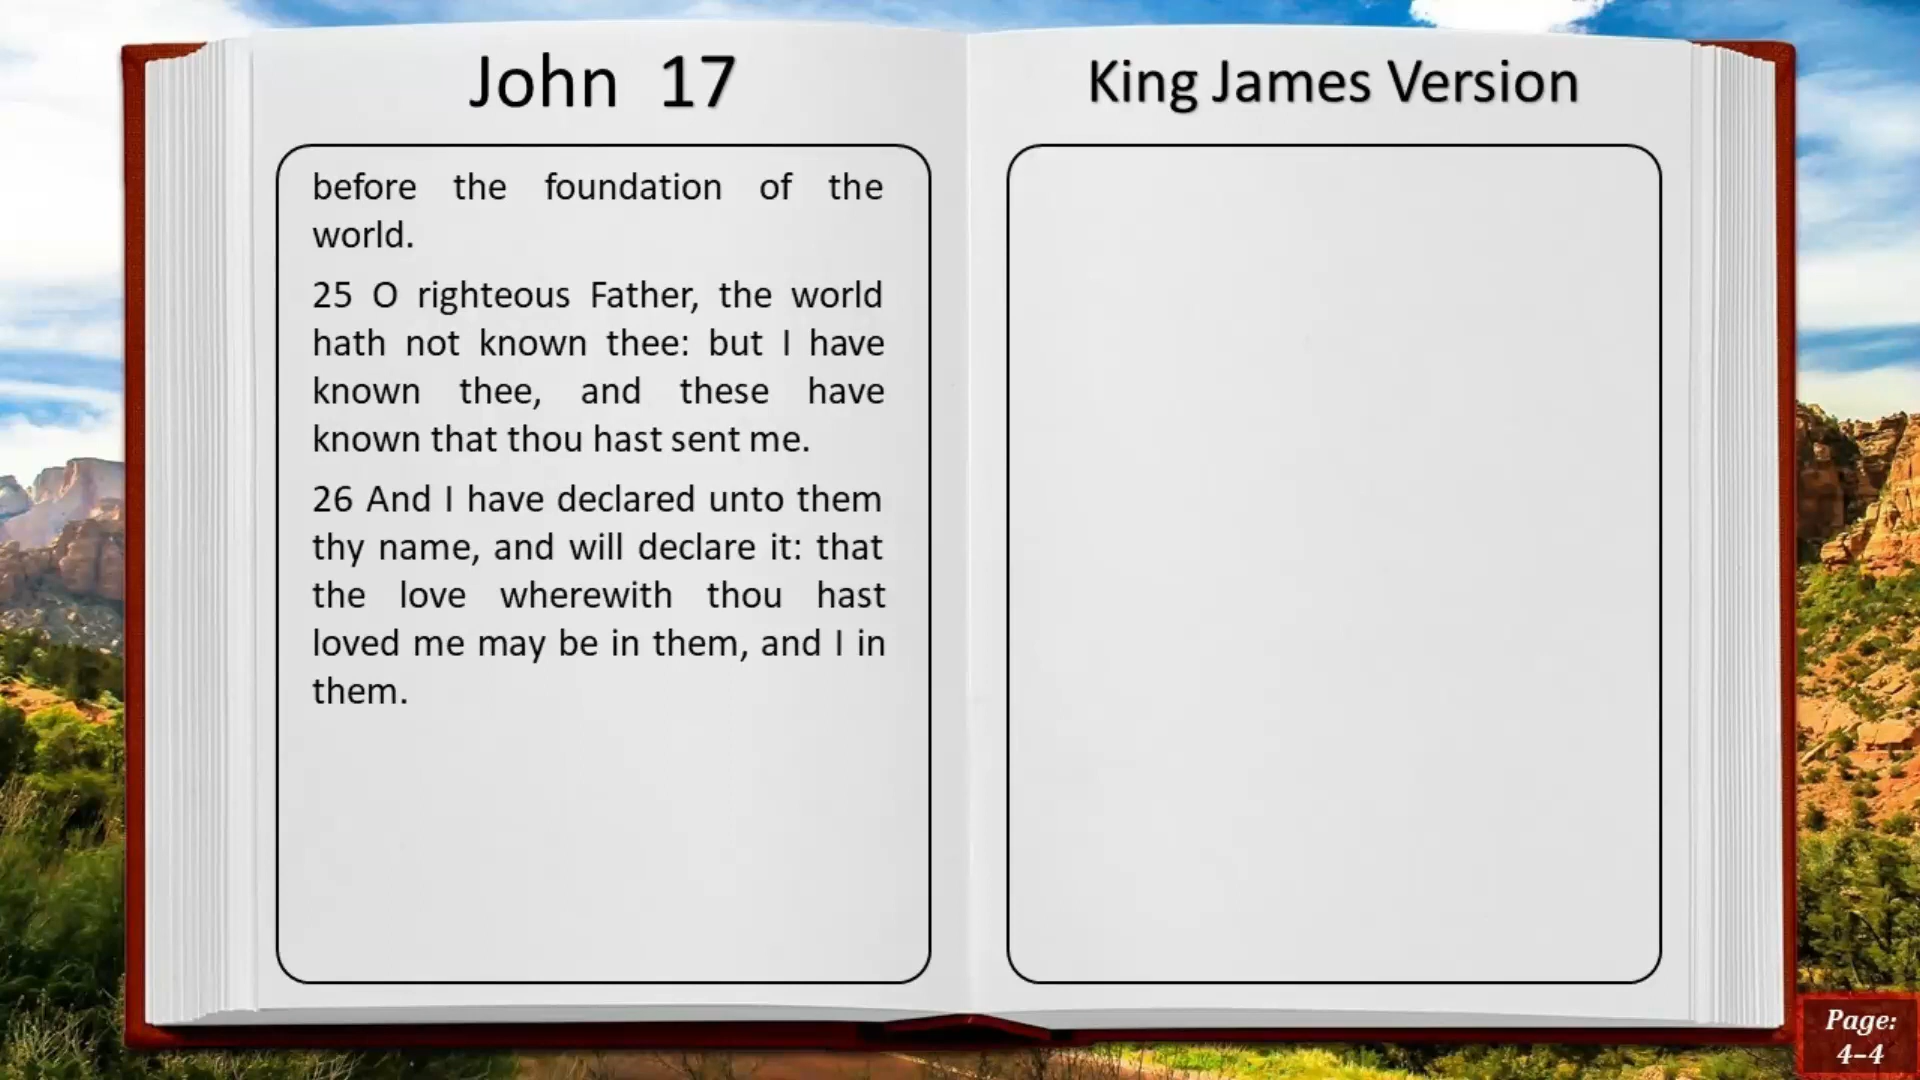 John 17
King James Version
before the foundation of the
world.
25 O righteous Father, the world
hath not known thee: but I have
known thee, and these have
known that thou hast sent me.
26 And I have declared unto them
thy name, and will declare it: that
the love wherewith thou hast
loved me may be in them, and I in
them.
Page:
4–4